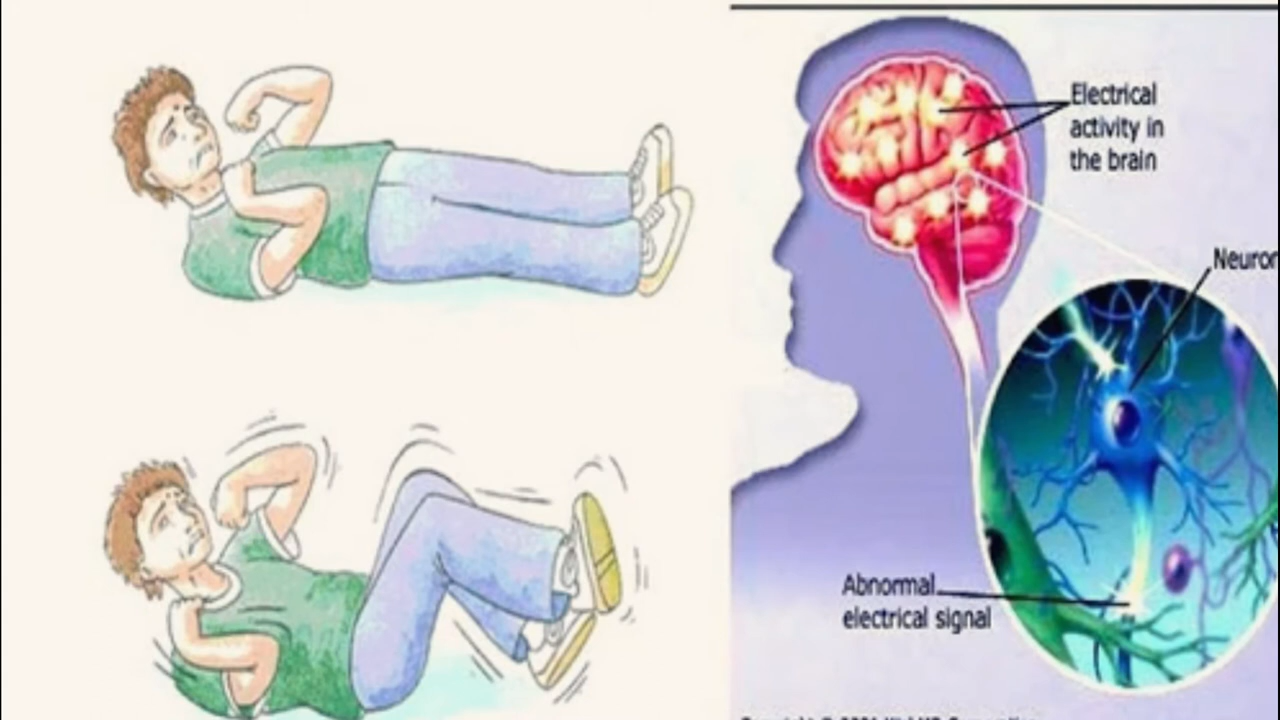 Electrical
activity in
the brain
Neuron
Abnormal
electrical signal